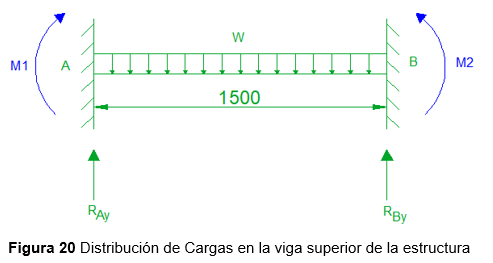 W
M1
A
B
M2
1500
RAy
RBy
Figura 20 Distribución de Cargas en la viga superior de la estructura